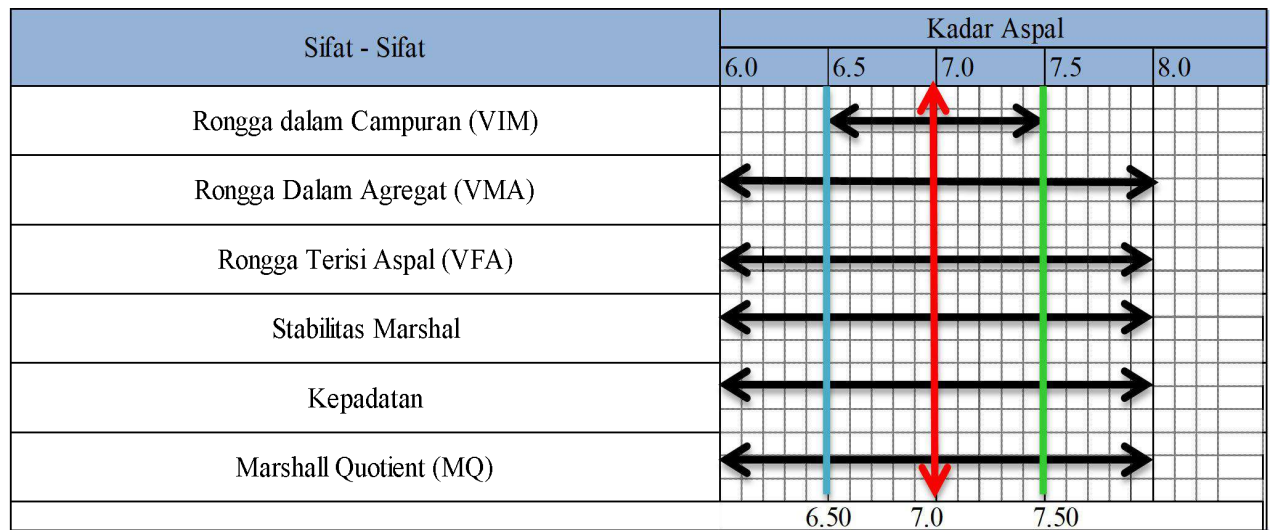 Sifat - Sifat
Kadar Aspal
6.0 6.5 7.0 7.5 8.0
Rongga dalam Campuran (VIM)
Rongga Dalam Agregat (VMA)
Rongga Terisi Aspal (VFA)
Stabilitas Marshal
Kepadatan
Marshall Quotient (MQ)
6.50 7.0 7.50